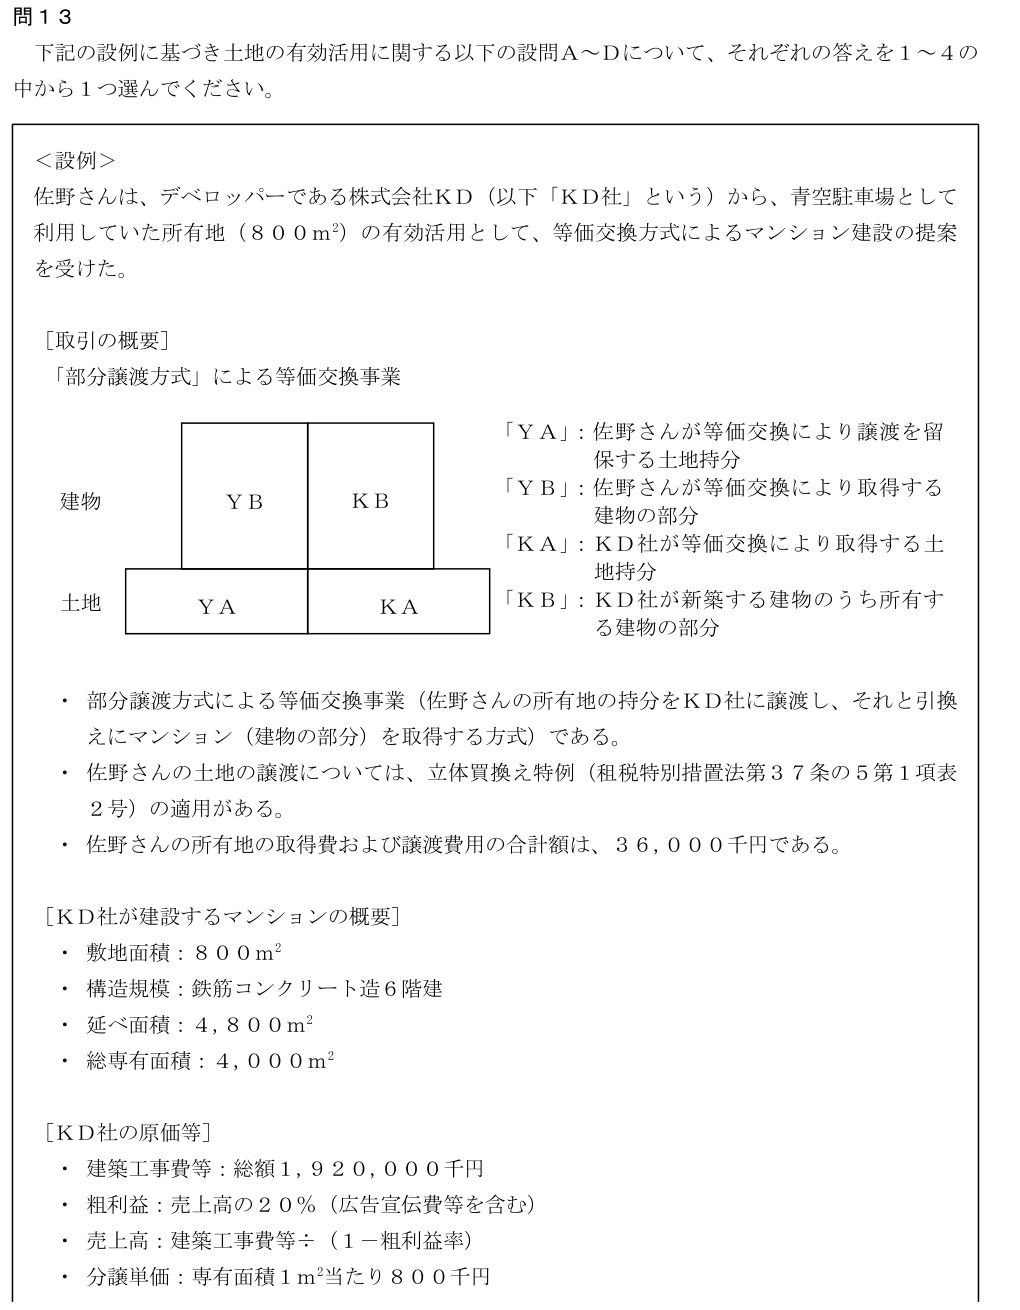 問１３
　下記の設例に基づき土地の有効活用に関する以下の設問Ａ～Ｄについて、それぞれの答えを１～４の
中から１つ選んでください。
＜設例＞
佐野さんは、デベロッパーである株式会社ＫＤ（以下「ＫＤ社」という）から、青空駐車場として
利用していた所有地（８００m²）の有効活用として、等価交換方式によるマンション建設の提案
を受けた。
［取引の概要］
「部分譲渡方式」による等価交換事業
建物
ＹＢ
ＫＢ
土地
ＹＡ
ＫＡ
「ＹＡ」：佐野さんが等価交換により譲渡を留
保する土地持分
「ＹＢ」：佐野さんが等価交換により取得する
建物の部分
「ＫＡ」：ＫＤ社が等価交換により取得する土
地持分
「ＫＢ」：ＫＤ社が新築する建物のうち所有す
る建物の部分
・ 部分譲渡方式による等価交換事業（佐野さんの所有地の持分をＫＤ社に譲渡し、それと引換
えにマンション（建物の部分）を取得する方式）である。
・ 佐野さんの土地の譲渡については、立体買換え特例（租税特別措置法第３７条の５第１項表
２号）の適用がある。
・ 佐野さんの所有地の取得費および譲渡費用の合計額は、３６,０００千円である。
［ＫＤ社が建設するマンションの概要］
・ 敷地面積：８００m²
・ 構造規模：鉄筋コンクリート造６階建
・ 延べ面積：４,８００m²
・ 総専有面積：４,０００m²
［ＫＤ社の原価等］
・ 建築工事費等：総額１,９２０,０００千円
・ 粗利益：売上高の２０％（広告宣伝費等を含む）
・ 売上高：建築工事費等÷（１－粗利益率）
・ 分譲単価：専有面積１m²当たり８００千円